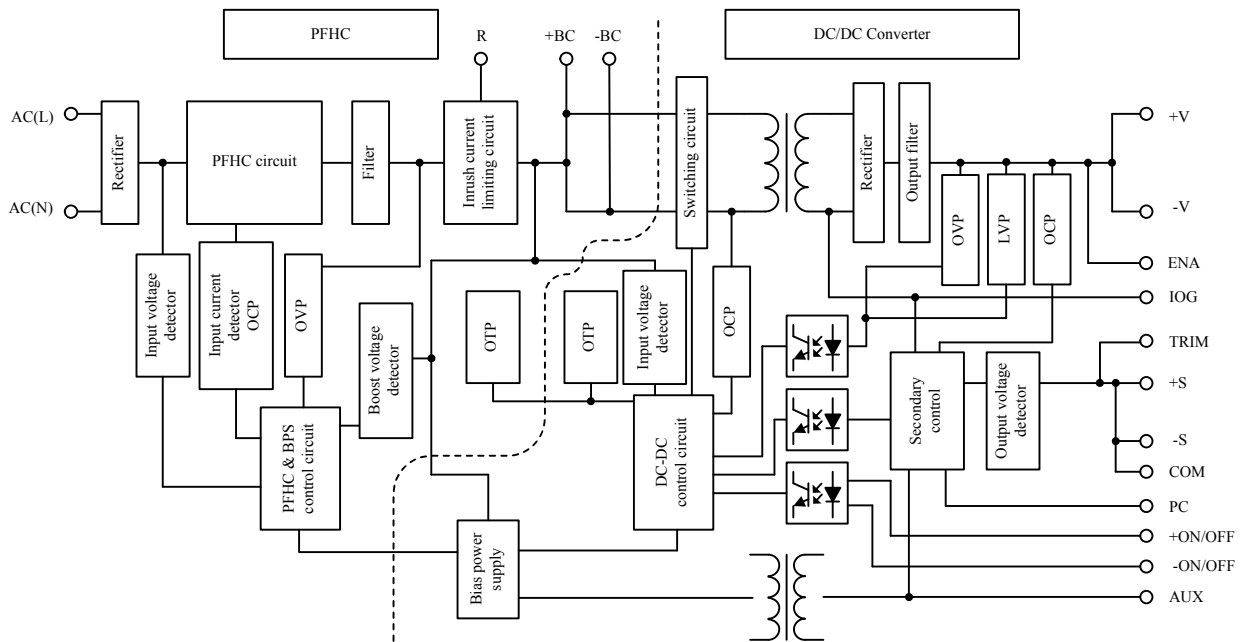 PFHC
R
+BC
-BC
DC/DC Converter
AC(L)
AC(N)
Rectifier
PFHC circuit
Filter
Inrush current
limiting circuit
Switching circuit
Rectifier
Output filter
+V
-V
OVP
LVP
OCP
ENA
IOG
TRIM
+S
-S
COM
PC
+ON/OFF
-ON/OFF
AUX
Input voltage
detector
Input current
detector
OCP
OVP
Boost voltage
detector
OTP
OTP
Input voltage
detector
OCP
PFHC & BPS
control circuit
DC-DC
control circuit
Secondary
control
Output voltage
detector
Bias power
supply